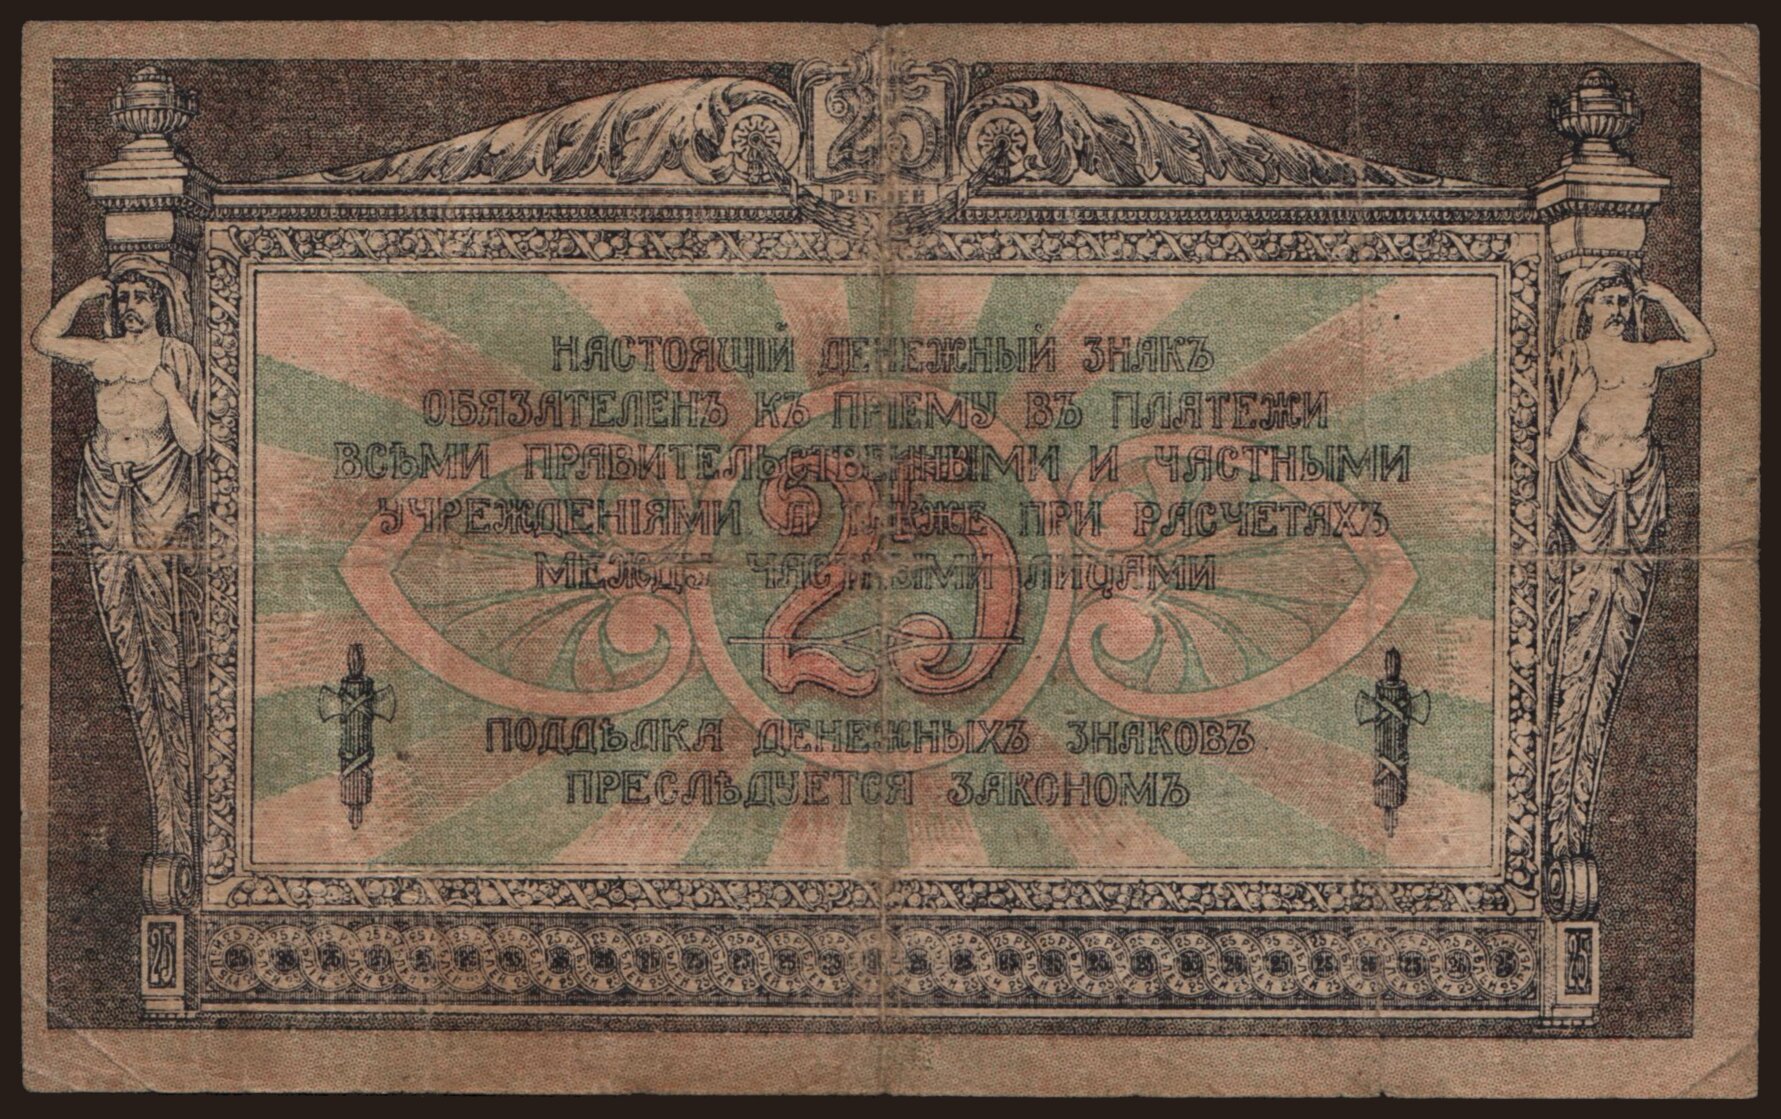 25
РУБЛЕЙ
НАСТОЯЩІЙ ДЕНЕЖНЫЙ ЗНАКЪ
ОБЯЗАТЕЛЕНЪ КЪ ПРІЕМУ ВЪ ПЛАТЕЖИ
ВСѢМИ ПРАВИТЕЛЬСТВЕННЫМИ И ЧАСТНЫМИ
УЧРЕЖДЕНІЯМИ А ТАКЖЕ ПРИ РАСЧЕТАХЪ
МЕЖДУ ЧАСТНЫМИ ЛИЦАМИ
25
ПОДДѢЛКА ДЕНЕЖНЫХЪ ЗНАКОВЪ
ПРЕСЛѢДУЕТСЯ ЗАКОНОМЪ
25 25